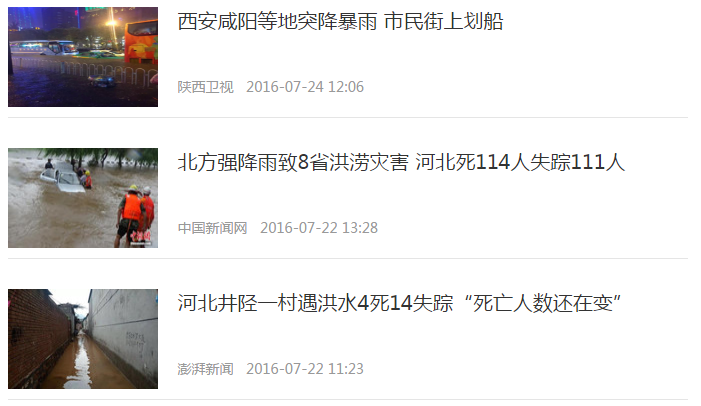 西安咸阳等地突降暴雨 市民街上划船
陕西卫视 2016-07-24 12:06
北方强降雨致8省洪涝灾害 河北死114人失踪111人
中国新闻网 2016-07-22 13:28
河北井陉一村遇洪水4死14失踪“死亡人数还在变”
澎湃新闻 2016-07-22 11:23